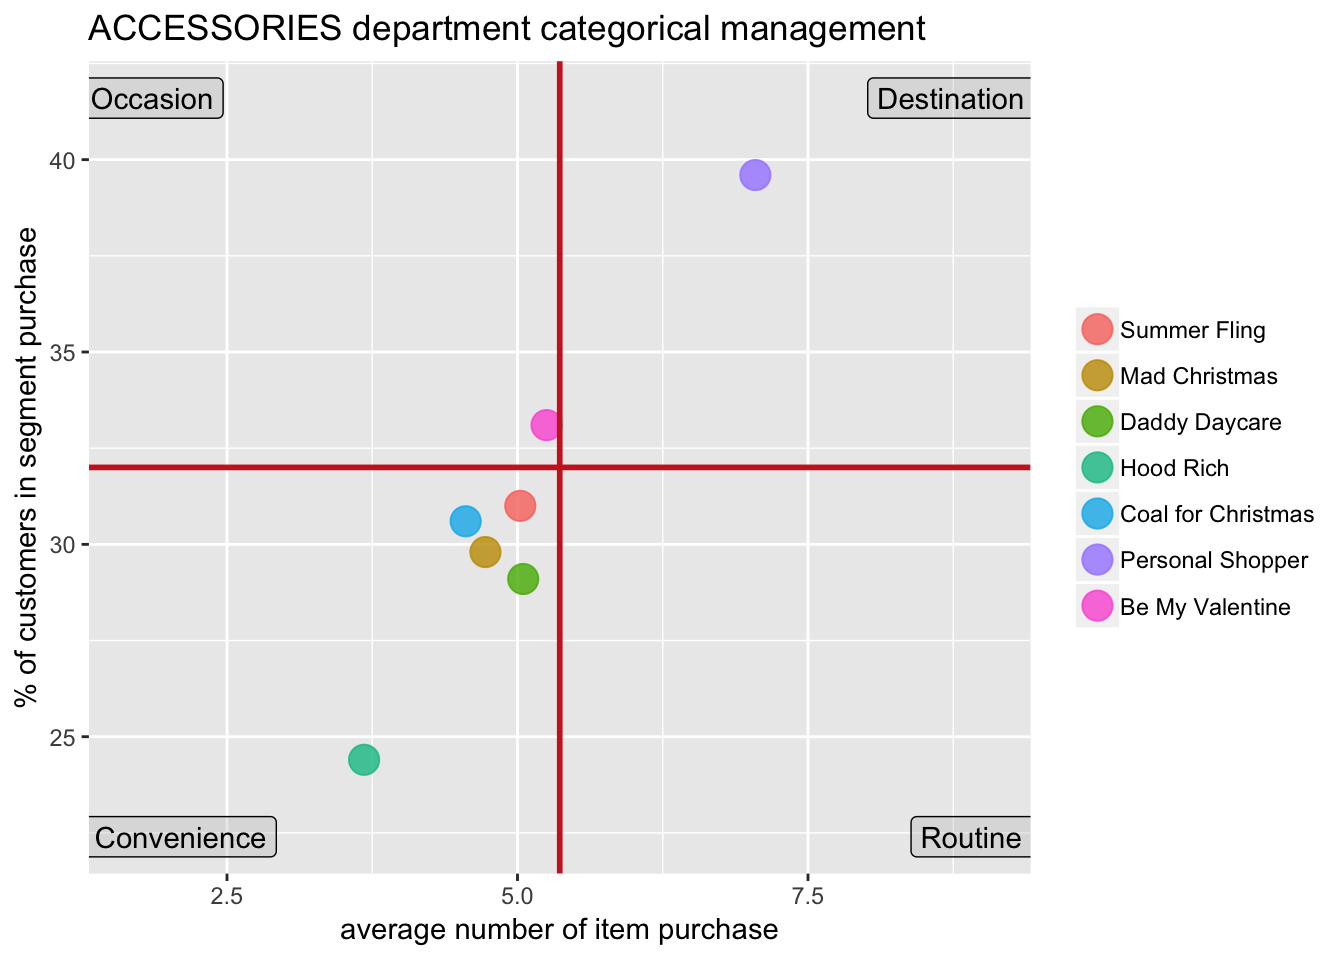 ACCESSORIES department categorical management
Occasion
Destination
40
35
30
25
% of customers in segment purchase
Convenience
Routine
2.5
5.0
7.5
average number of item purchase
Summer Fling
Mad Christmas
Daddy Daycare
Hood Rich
Coal for Christmas
Personal Shopper
Be My Valentine